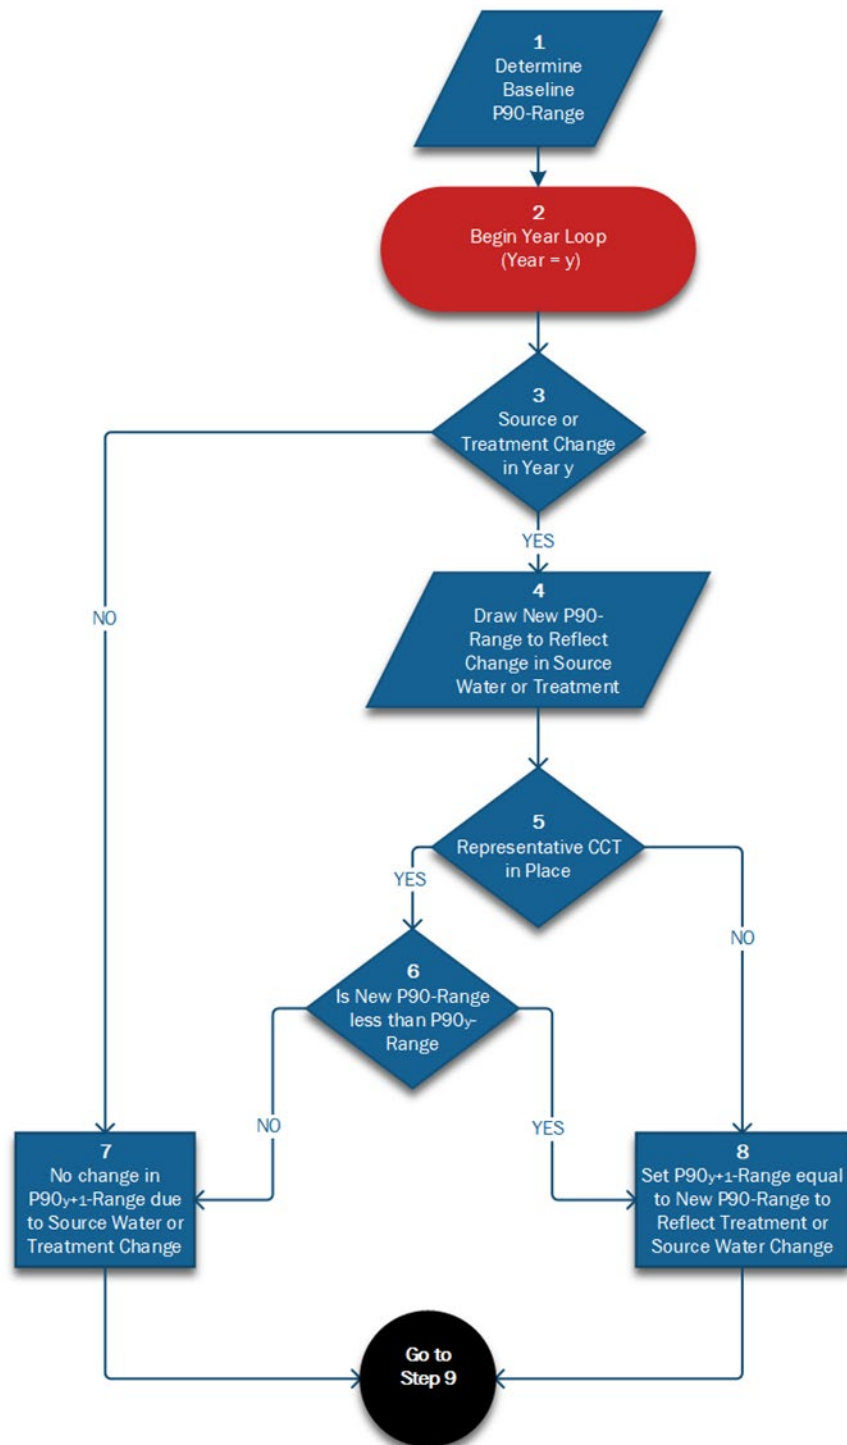 1
Determine
Baseline
P90-Range
2
Begin Year Loop
(Year = y)
3
Source or
Treatment Change
in Year y
YES
NO
4
Draw New P90-
Range to Reflect
Change in Source
Water or Treatment
5
Representative CCT
in Place
YES
NO
6
Is New P90-Range
less than P90y-
Range
NO
YES
7
No change in
P90y+1-Range due
to Source Water or
Treatment Change
8
Set P90y+1-Range equal
to New P90-Range to
Reflect Treatment or
Source Water Change
Go to
Step 9